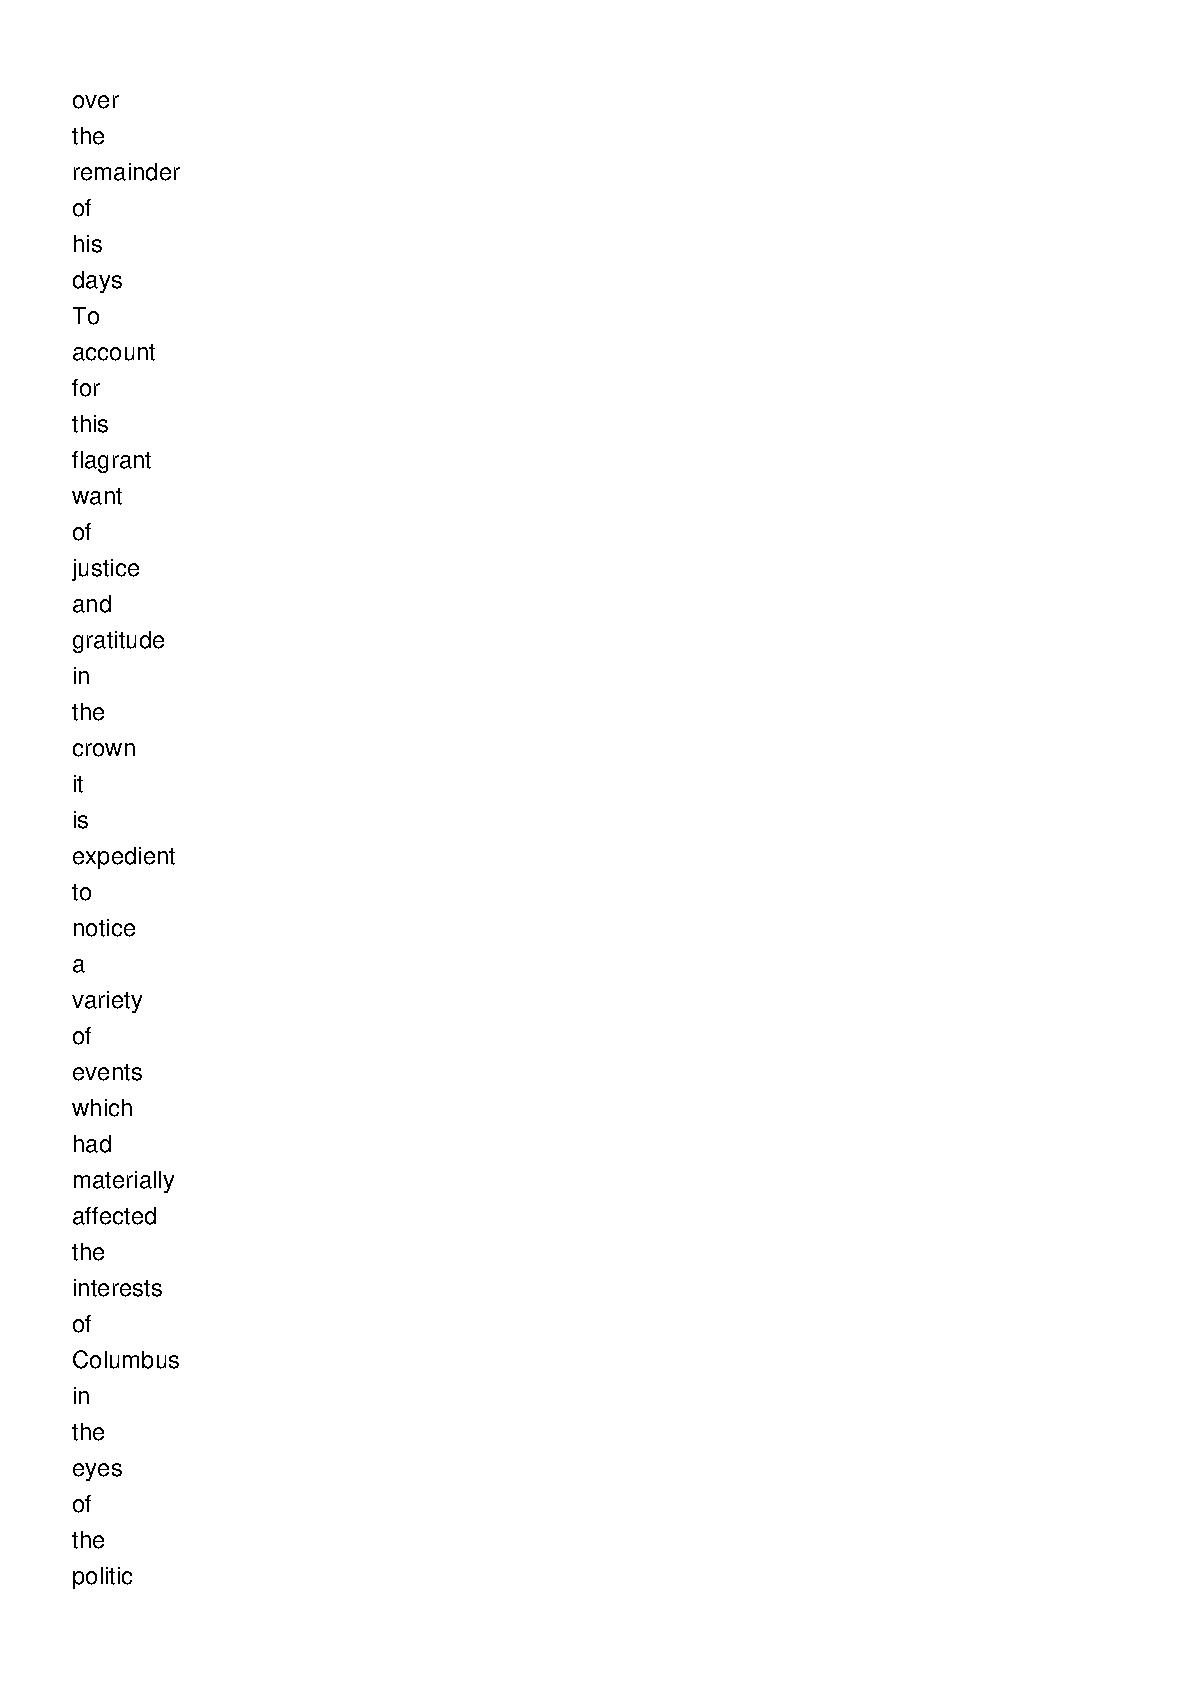 over
the
remainder
of
his
days
To
account
for
this
flagrant
want
of
justice
and
gratitude
in
the
crown
it
is
expedient
to
notice
a
variety
of
events
which
had
materially
affected
the
interests
of
Columbus
in
the
eyes
of
the
politic